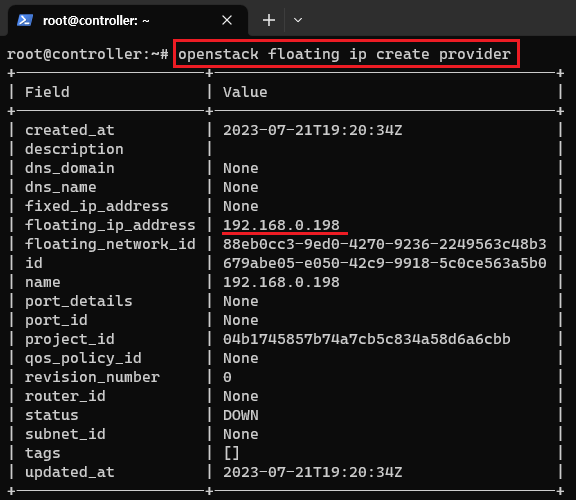 root@controller: ~
root@controller:~# openstack floating ip create provider
+---------------------+--------------------------------------+
| Field               | Value                                |
+---------------------+--------------------------------------+
| created_at          | 2023-07-21T19:20:34Z                 |
| description         |                                      |
| dns_domain          | None                                 |
| dns_name            | None                                 |
| fixed_ip_address    | None                                 |
| floating_ip_address | 192.168.0.198                        |
| floating_network_id | 88eb0cc3-9ed0-4270-9236-2249563c48b3 |
| id                  | 679abe05-e050-42c9-9918-5c0ce563a5b0 |
| name                | 192.168.0.198                        |
| port_details        | None                                 |
| port_id             | None                                 |
| project_id          | 04b1745857b74a7cb5c834a58d6a6cbb     |
| qos_policy_id       | None                                 |
| revision_number     | 0                                    |
| router_id           | None                                 |
| status              | DOWN                                 |
| subnet_id           | None                                 |
| tags                | []                                   |
| updated_at          | 2023-07-21T19:20:34Z                 |
+---------------------+--------------------------------------+